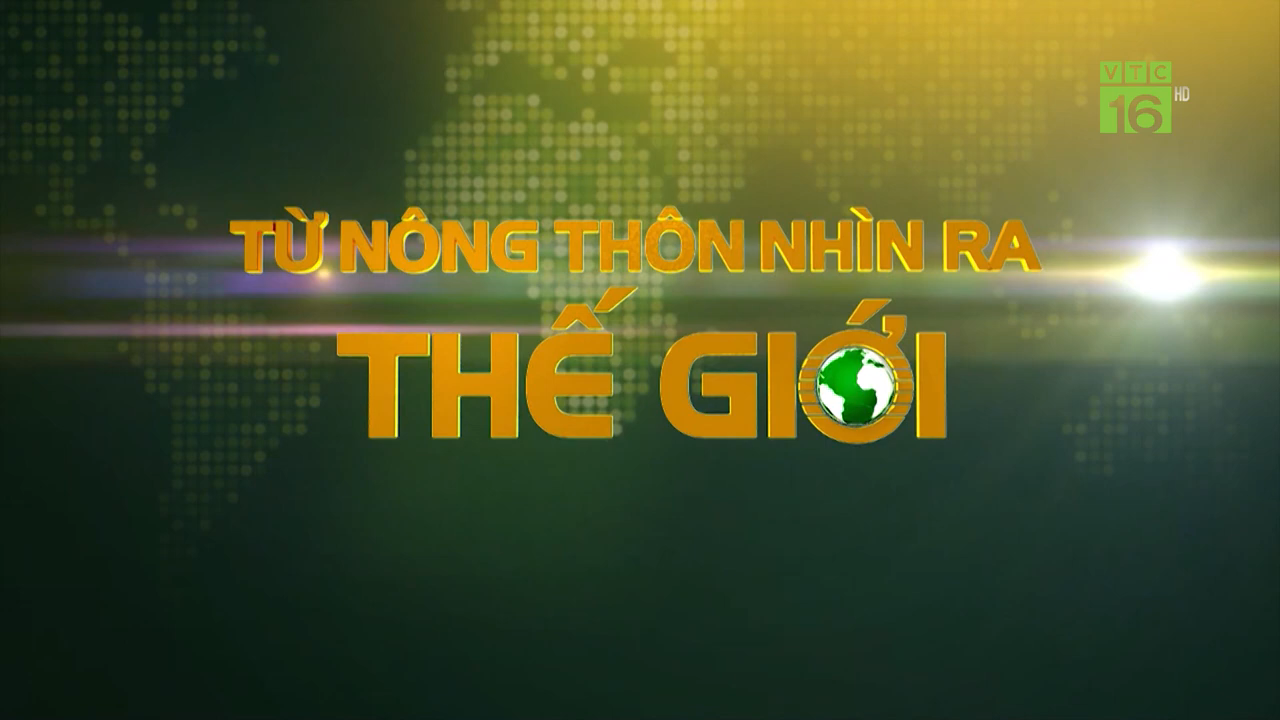 VTC
16 HD
TỪ NÔNG THÔN NHÌN RA
THẾ GIỚI